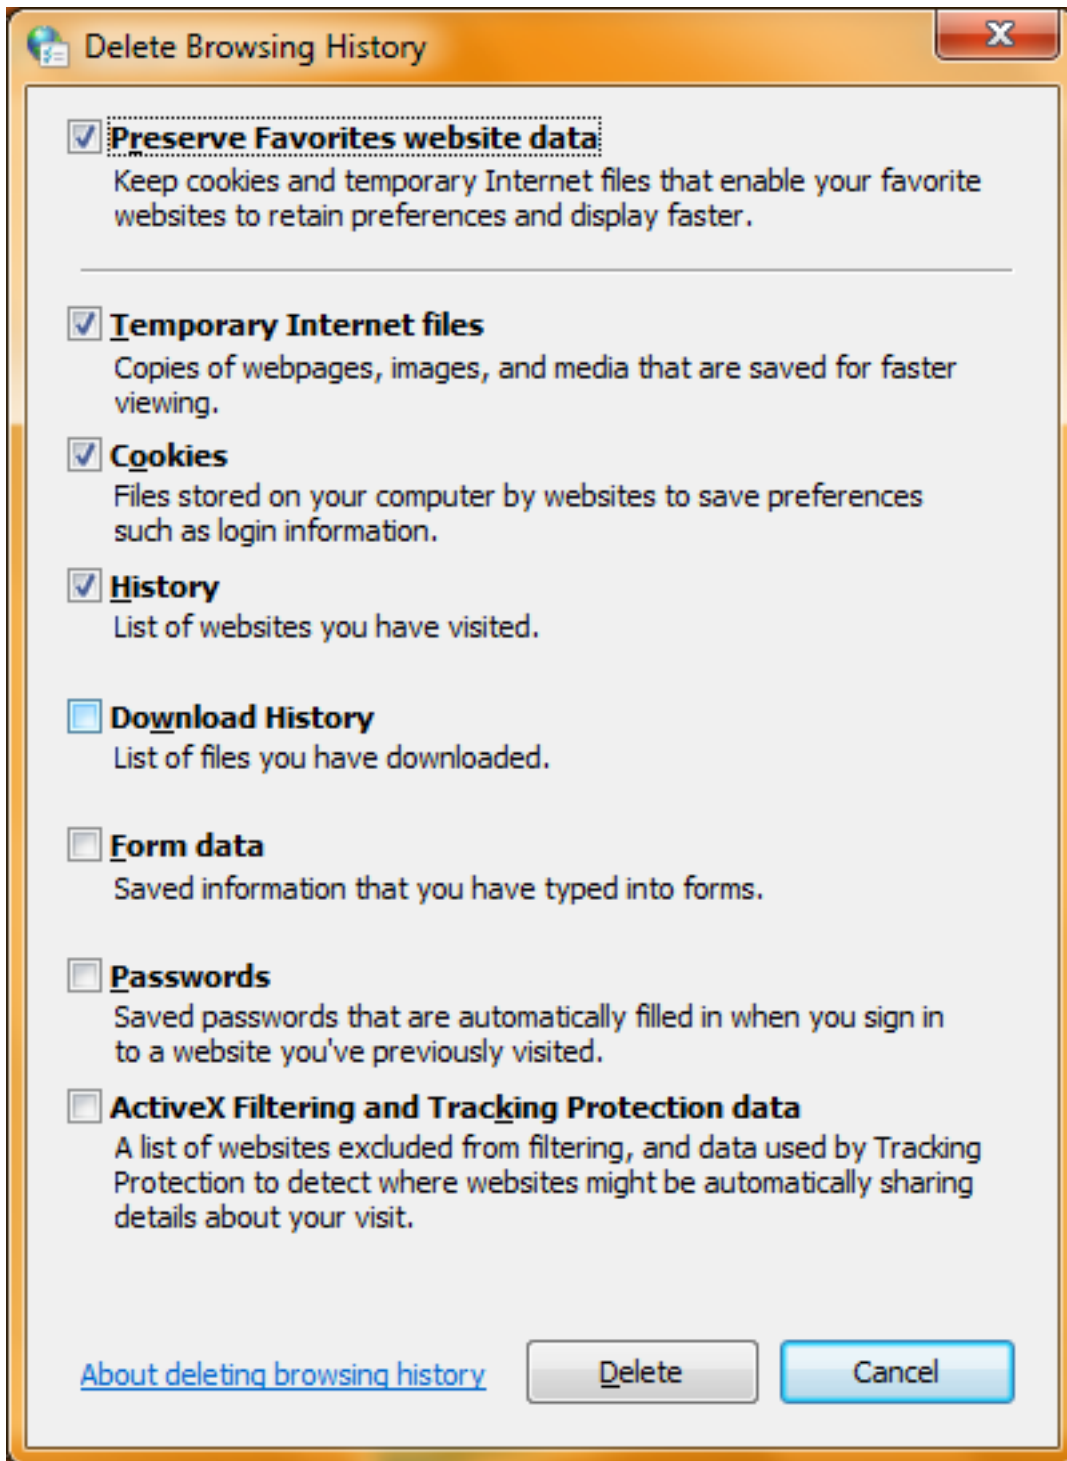 Delete Browsing History
Preserve Favorites website data
Keep cookies and temporary Internet files that enable your favorite
websites to retain preferences and display faster.
Temporary Internet files
Copies of webpages, images, and media that are saved for faster
viewing.
Cookies
Files stored on your computer by websites to save preferences
such as login information.
History
List of websites you have visited.
Download History
List of files you have downloaded.
Form data
Saved information that you have typed into forms.
Passwords
Saved passwords that are automatically filled in when you sign in
to a website you've previously visited.
ActiveX Filtering and Tracking Protection data
A list of websites excluded from filtering, and data used by Tracking
Protection to detect where websites might be automatically sharing
details about your visit.
About deleting browsing history Delete Cancel